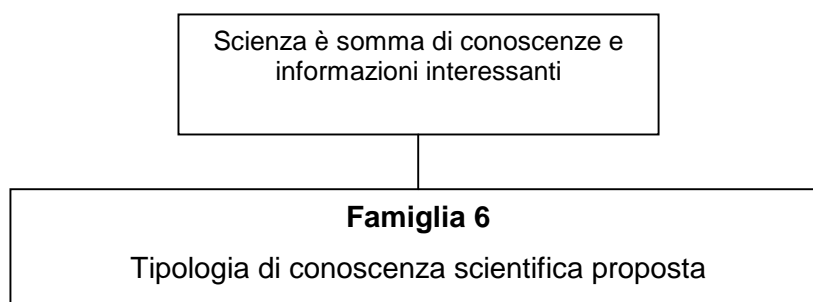 Scienza è somma di conoscenze e
informazioni interessanti
Famiglia 6
Tipologia di conoscenza scientifica proposta